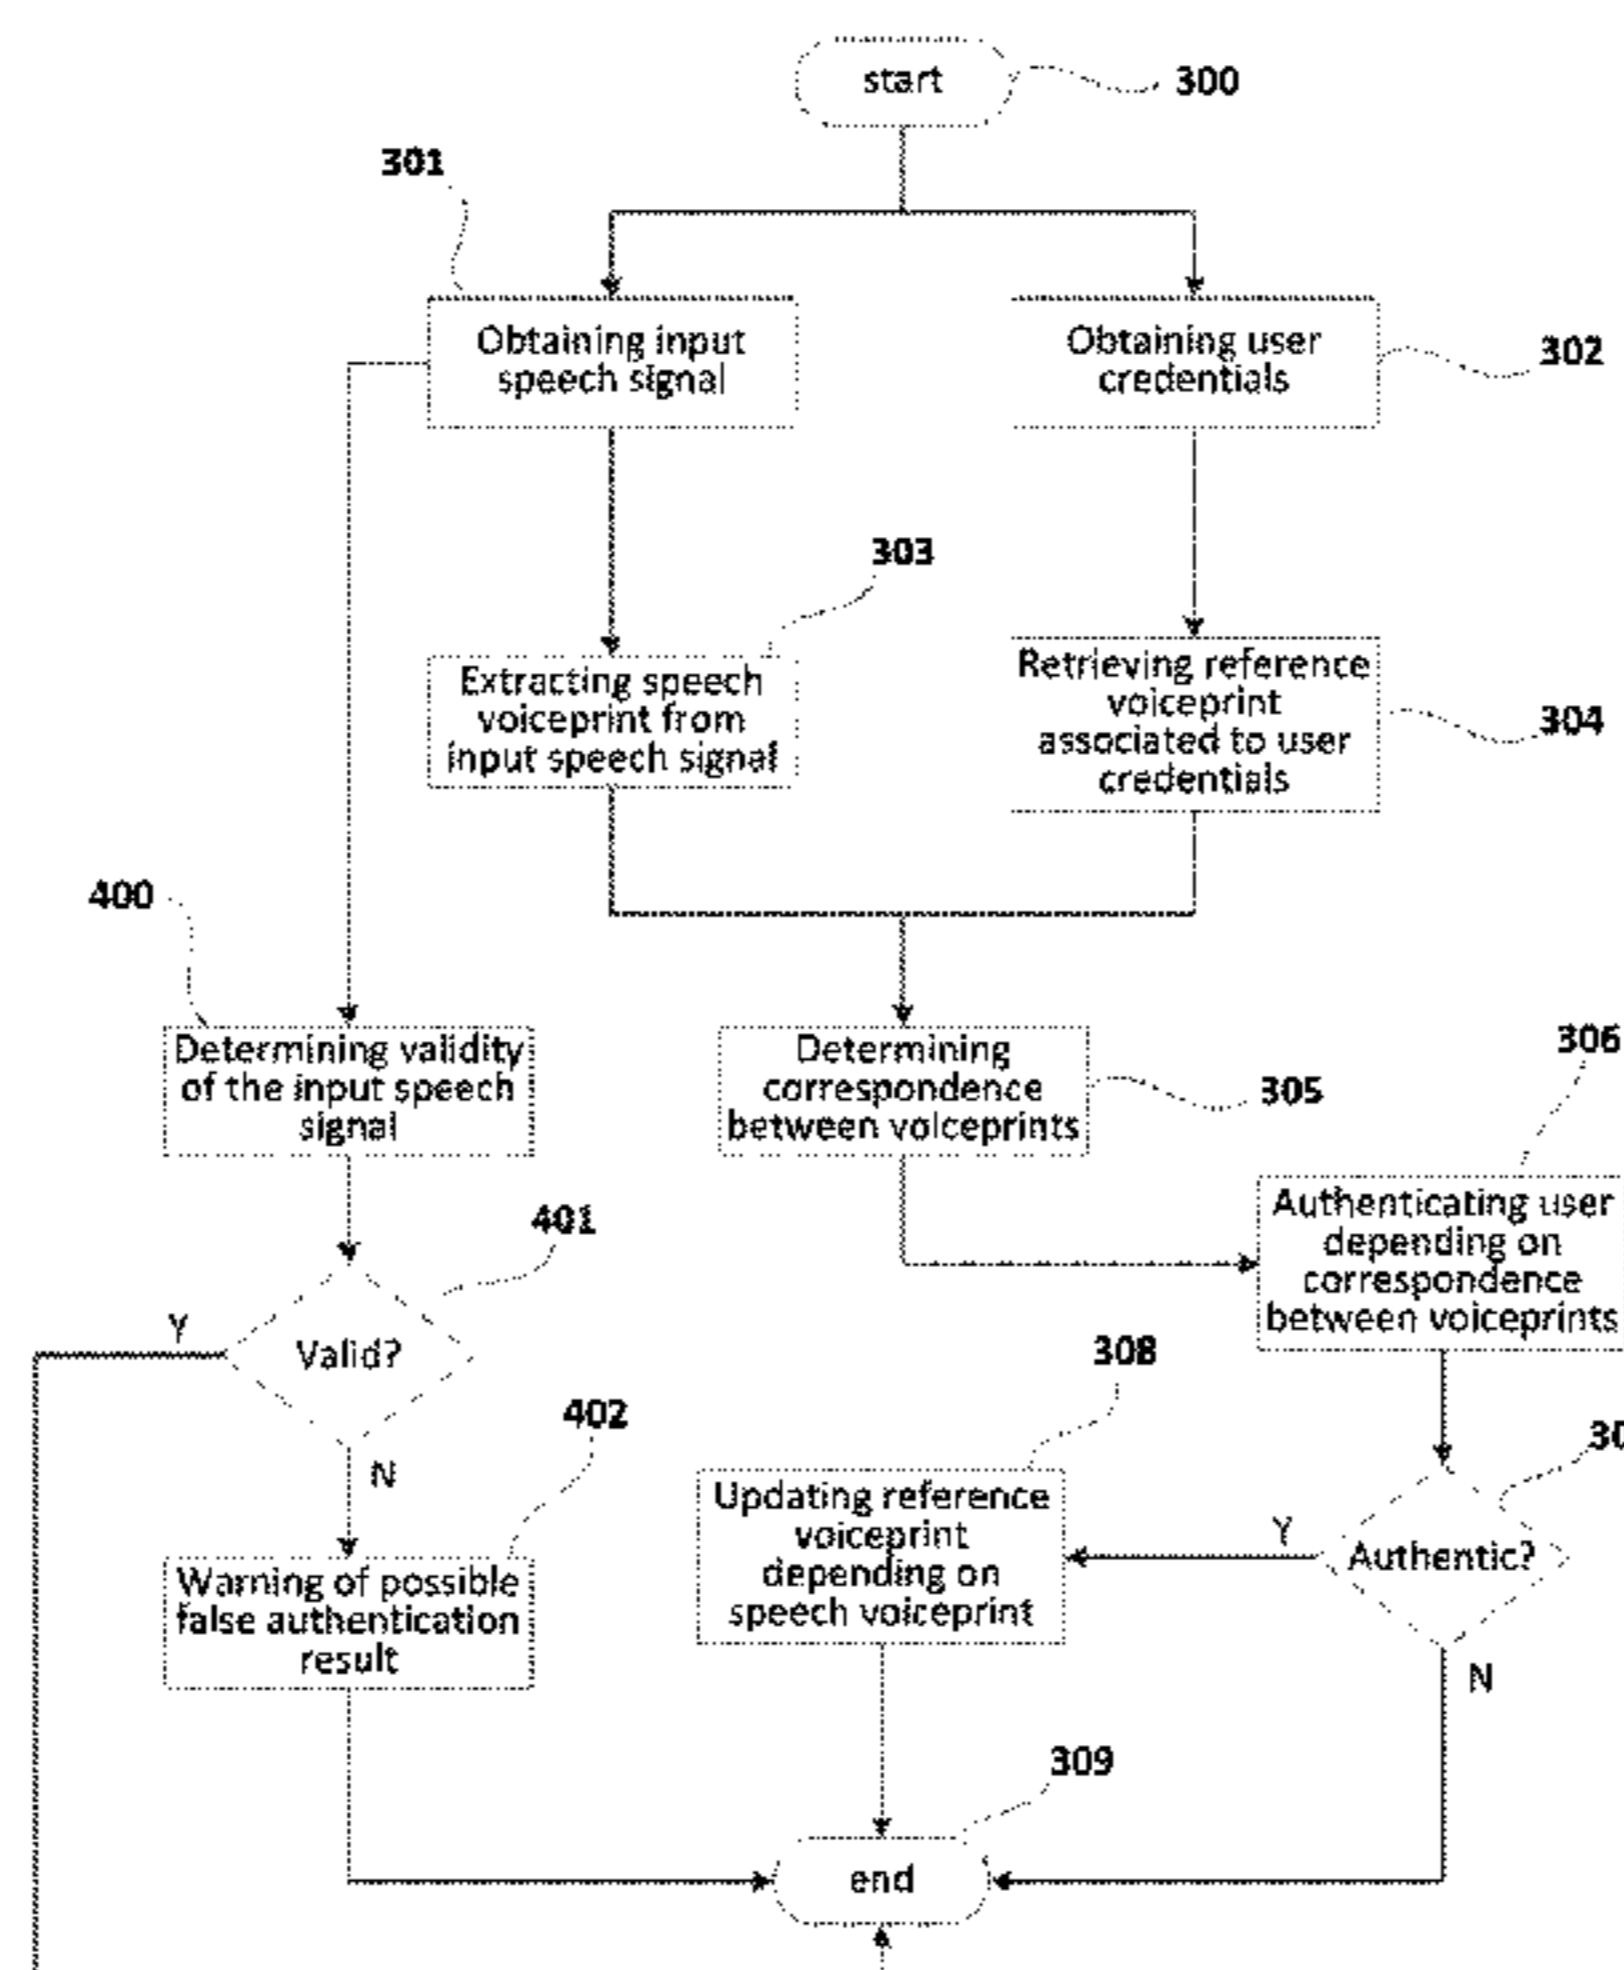 start
300
301
Obtaining input
speech signal
Obtaining user
credentials
302
303
Extracting speech
voiceprint from
input speech signal
Retrieving reference
voiceprint
associated to user
credentials
304
400
Determining validity
of the input speech
signal
Determining
correspondence
between voiceprints
305
306
Authenticating user
depending on
correspondence
between voiceprints
401
Y
Valid?
N
402
Warning of possible
false authentication
result
308
Updating reference
voiceprint
depending on
speech voiceprint
Y
Authentic?
N
309
end